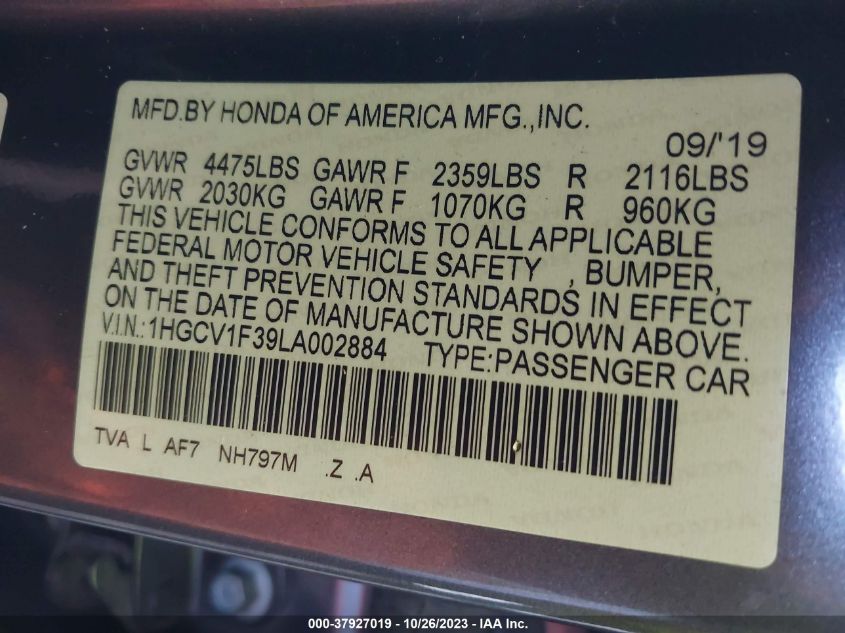 MFD.BY HONDA OF AMERICA MFG.,INC.
09/'19
GVWR 4475LBS GAWR F 2359LBS R 2116LBS
GVWR 2030KG GAWR F 1070KG R 960KG
THIS VEHICLE CONFORMS TO ALL APPLICABLE
FEDERAL MOTOR VEHICLE SAFETY , BUMPER,
AND THEFT PREVENTION STANDARDS IN EFFECT
ON THE DATE OF MANUFACTURE SHOWN ABOVE.
V.I.N.:1HGCV1F39LA002884 TYPE:PASSENGER CAR
TVA L AF7 NH797M .Z .A
000-37927019 - 10/26/2023 - IAA Inc.